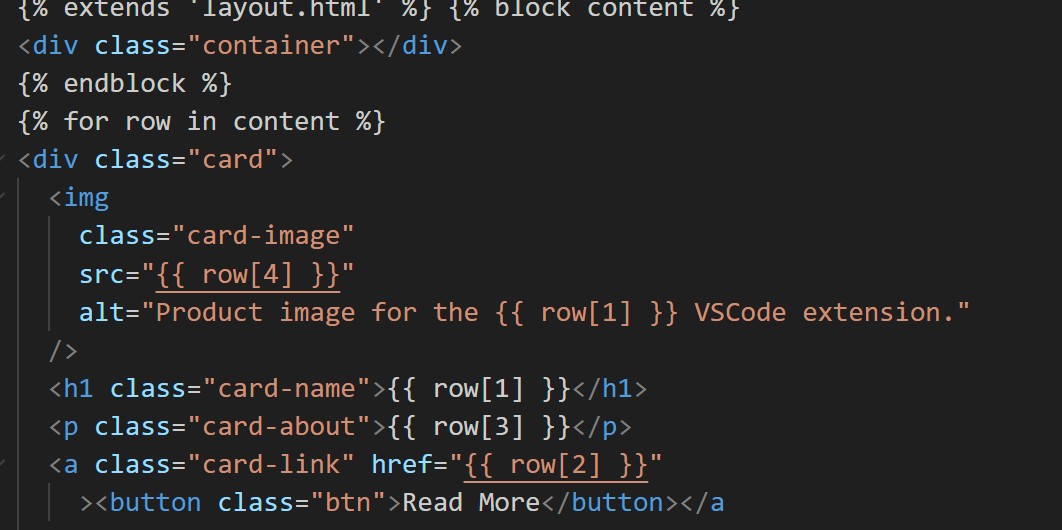 {% extends 'layout.html' %} {% block content %}
<div class="container"></div>
{% endblock %}
{% for row in content %}
<div class="card">
<img
class="card-image"
src="{{ row[4] }}"
alt="Product image for the {{ row[1] }} VSCode extension."
/>
<h1 class="card-name">{{ row[1] }}</h1>
<p class="card-about">{{ row[3] }}</p>
<a class="card-link" href="{{ row[2] }}"
><button class="btn">Read More</button></a